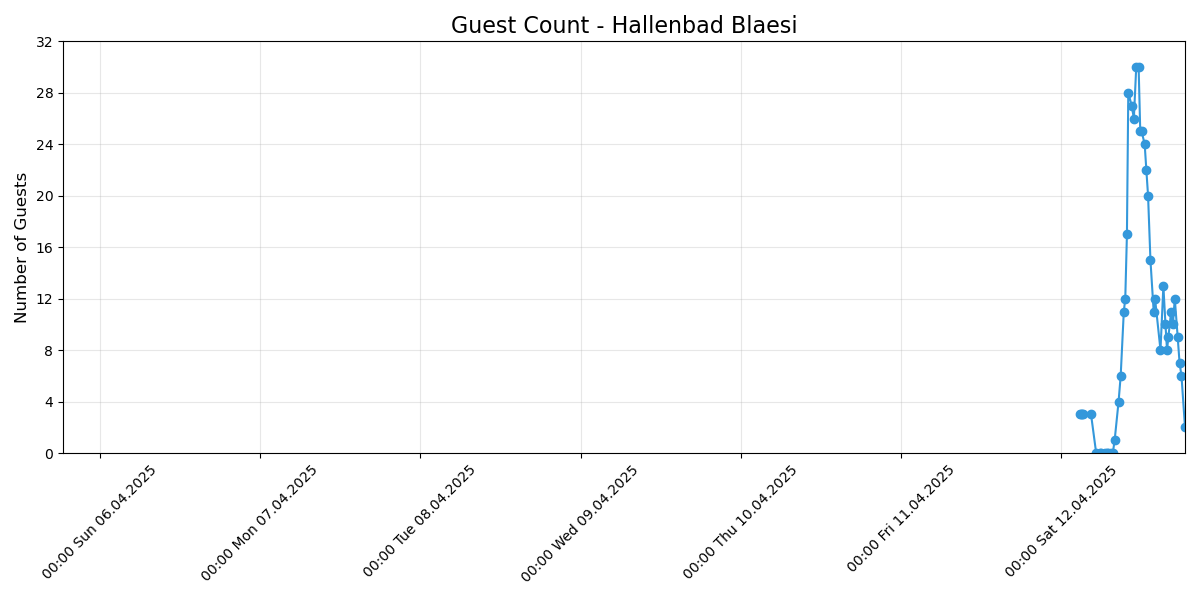 Guest Count - Hallenbad Blaesi
Number of Guests
32
28
24
20
16
12
8
4
0
00:00 Sun 06.04.2025
00:00 Mon 07.04.2025
00:00 Tue 08.04.2025
00:00 Wed 09.04.2025
00:00 Thu 10.04.2025
00:00 Fri 11.04.2025
00:00 Sat 12.04.2025